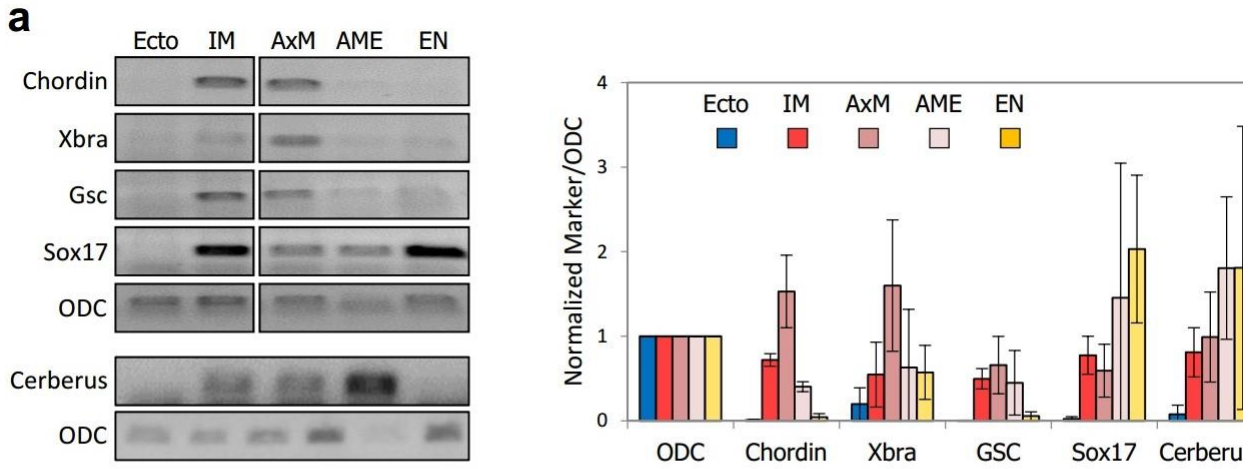 a
Ecto IM AxM AME EN
Chordin
Xbra
Gsc
Sox17
ODC
Cerberus
ODC
Normalized Marker/ODC
4
3
2
1
0
Ecto IM AxM AME EN
ODC Chordin Xbra GSC Sox17 Cerberu